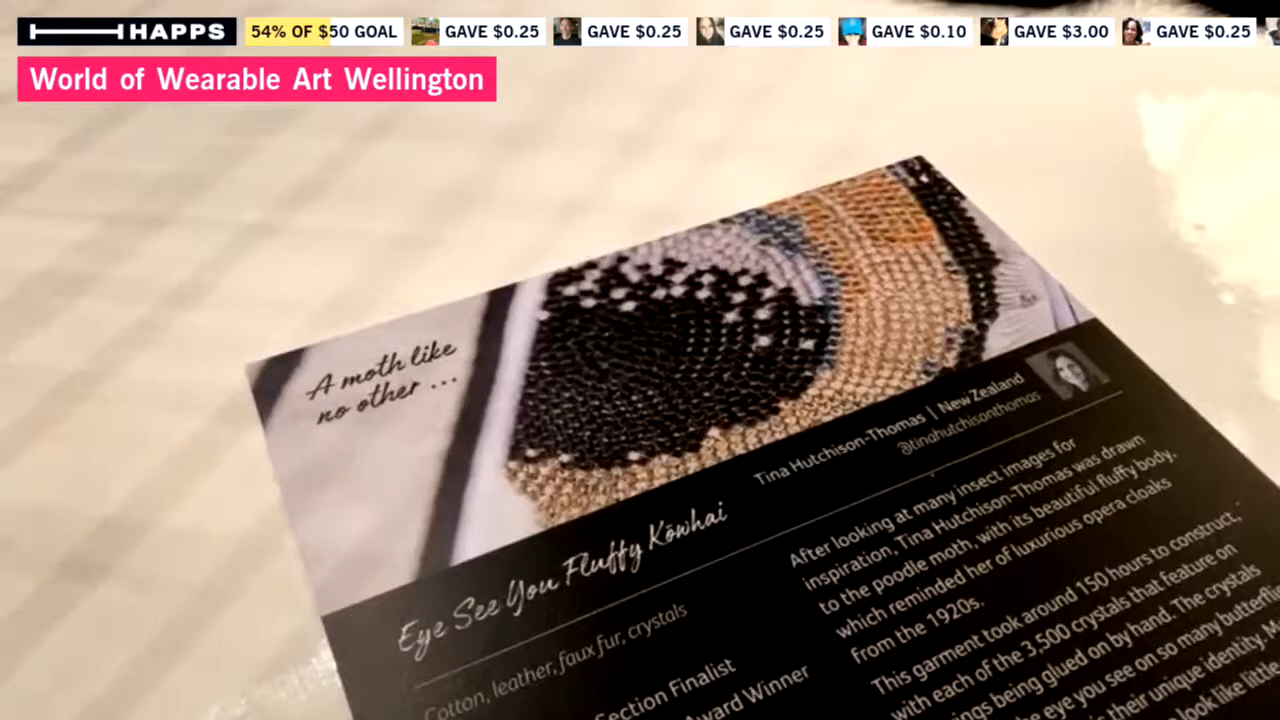 HAPPS
54% OF $50 GOAL
GAVE $0.25
GAVE $0.25
GAVE $0.25
GAVE $0.10
GAVE $3.00
GAVE $0.25
World of Wearable Art Wellington
A moth like
no other ...
Tina Hutchison-Thomas | New Zealand
@tinahutchisonthomas
Eye See You Fluffy Kōwhai
Cotton, leather, faux fur, crystals
Section Finalist
Award Winner
After looking at many insect images for
inspiration, Tina Hutchison-Thomas was drawn
to the poodle moth, with its beautiful fluffy body,
which reminded her of luxurious opera cloaks
from the 1920s.
This garment took around 150 hours to construct,
with each of the 3,500 crystals that feature on
ings being glued on by hand. The crystals
the eye you see on so many butterfli
their unique identity. M
look like little